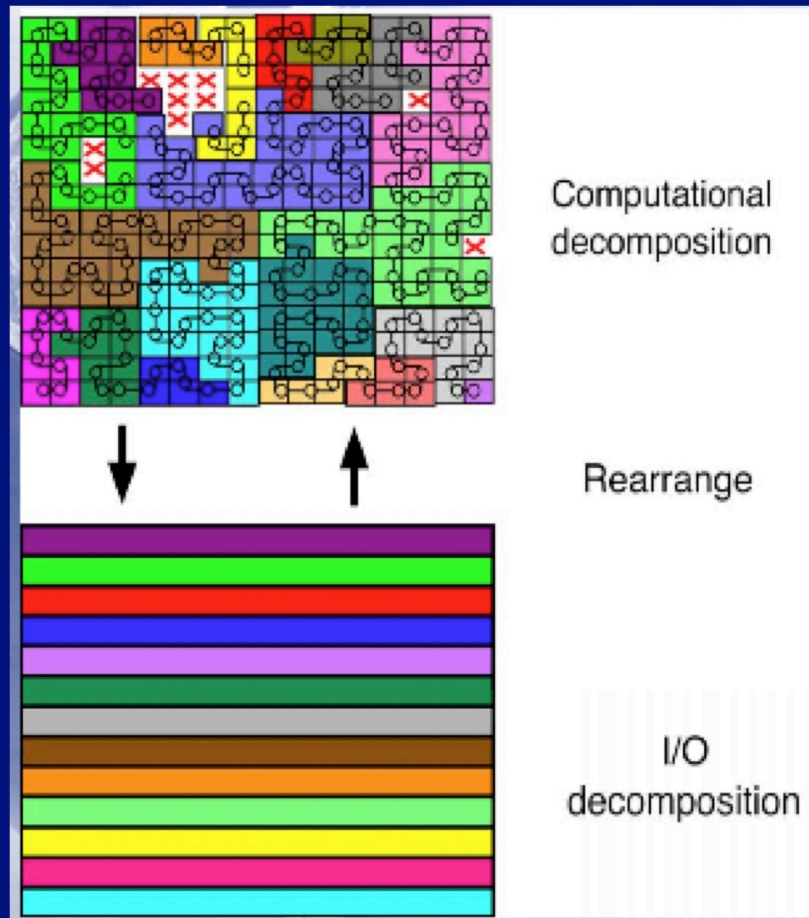 Computational
decomposition
Rearrange
I/O
decomposition